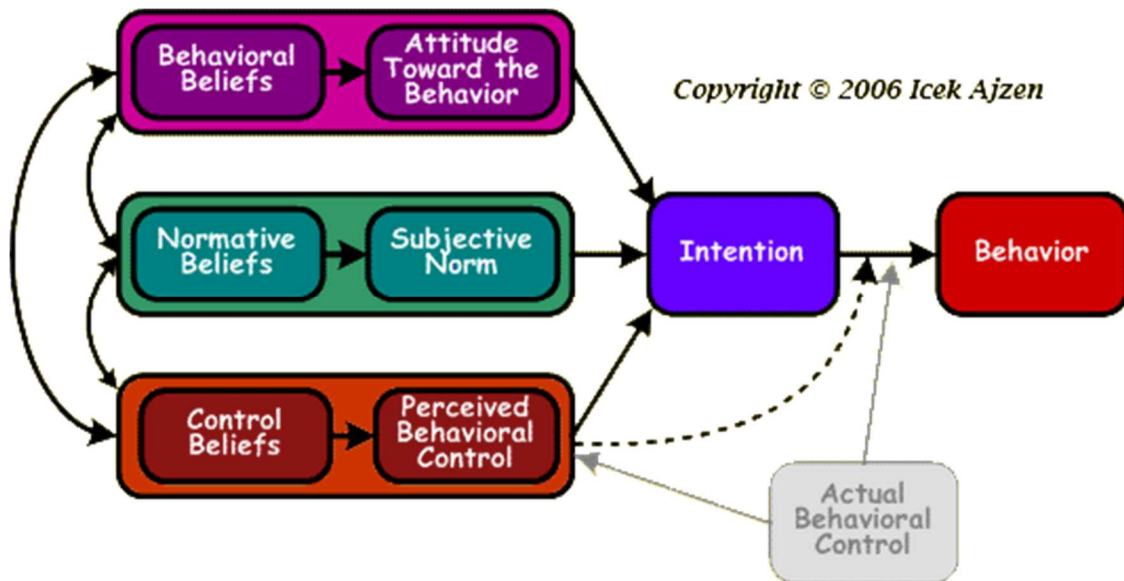 Behavioral
Beliefs
Attitude
Toward the
Behavior
Copyright © 2006 Icek Ajzen
Normative
Beliefs
Subjective
Norm
Intention
Behavior
Control
Beliefs
Perceived
Behavioral
Control
Actual
Behavioral
Control